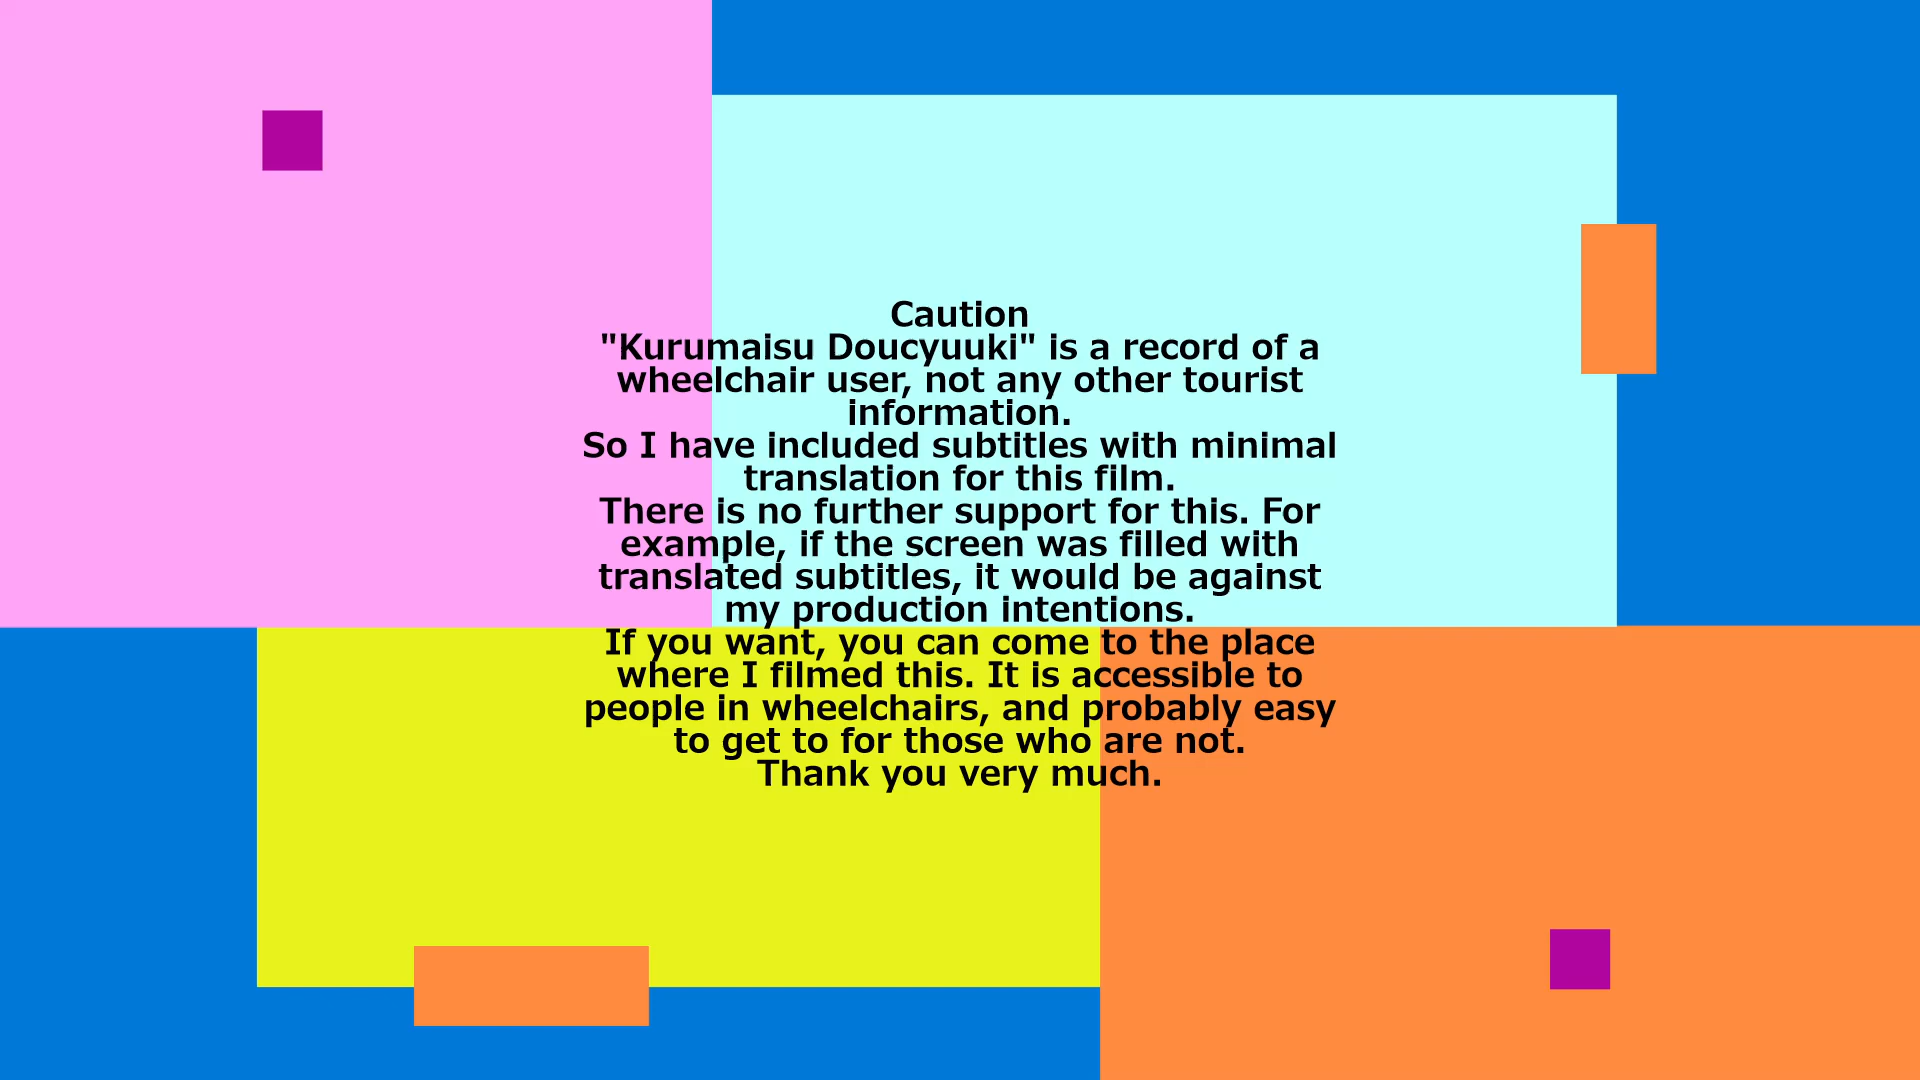 Caution
"Kurumaisu Doucyuuki" is a record of a
wheelchair user, not any other tourist
information.
So I have included subtitles with minimal
translation for this film.
There is no further support for this. For
example, if the screen was filled with
translated subtitles, it would be against
my production intentions.
If you want, you can come to the place
where I filmed this. It is accessible to
people in wheelchairs, and probably easy
to get to for those who are not.
Thank you very much.